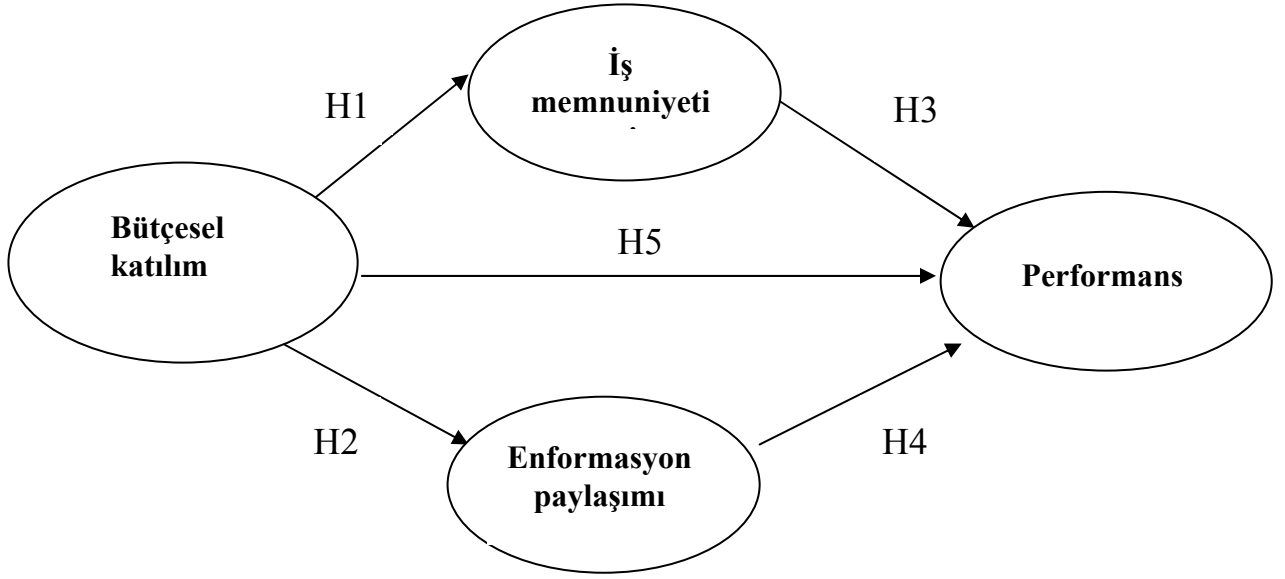 İş
memnuniyeti
H1
H3
Bütçesel
katılım
H5
Performans
H2
H4
Enformasyon
paylaşımı